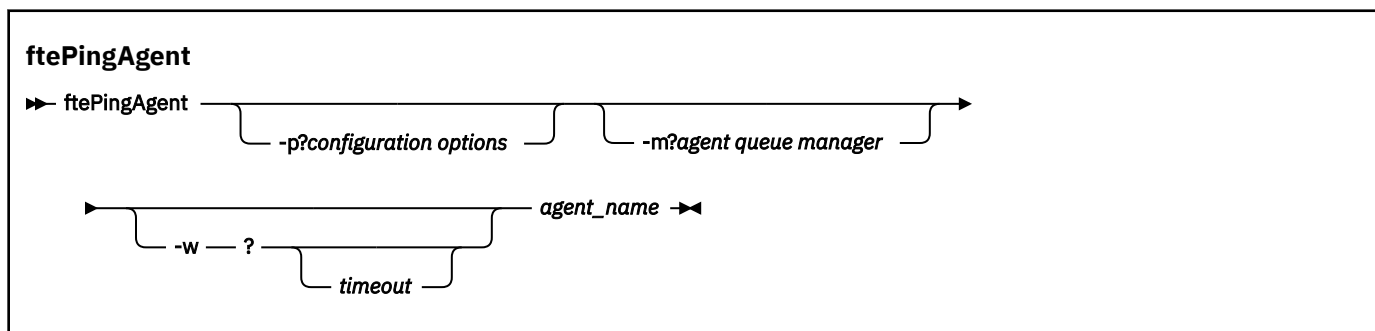 ftePingAgent
ftePingAgent -p?configuration options -m?agent queue manager
-w ? timeout agent_name